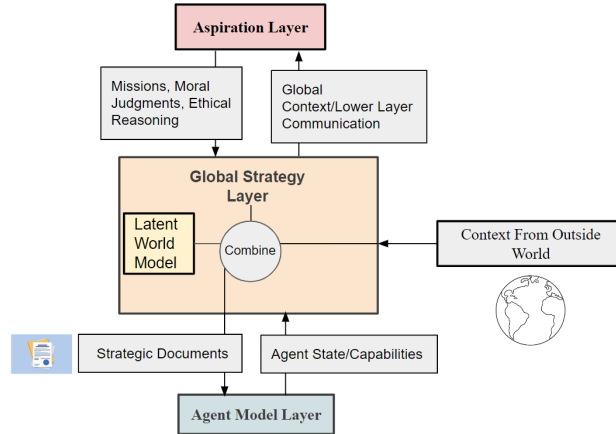 Aspiration Layer
Missions, Moral
Judgments, Ethical
Reasoning
Global
Context/Lower Layer
Communication
Global Strategy
Layer
Latent
World
Model
Combine
Context From Outside
World
Strategic Documents
Agent State/Capabilities
Agent Model Layer